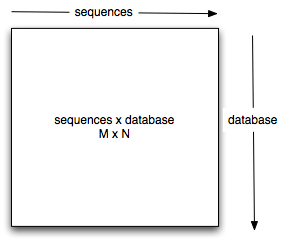 sequences
sequences x database
M x N
database